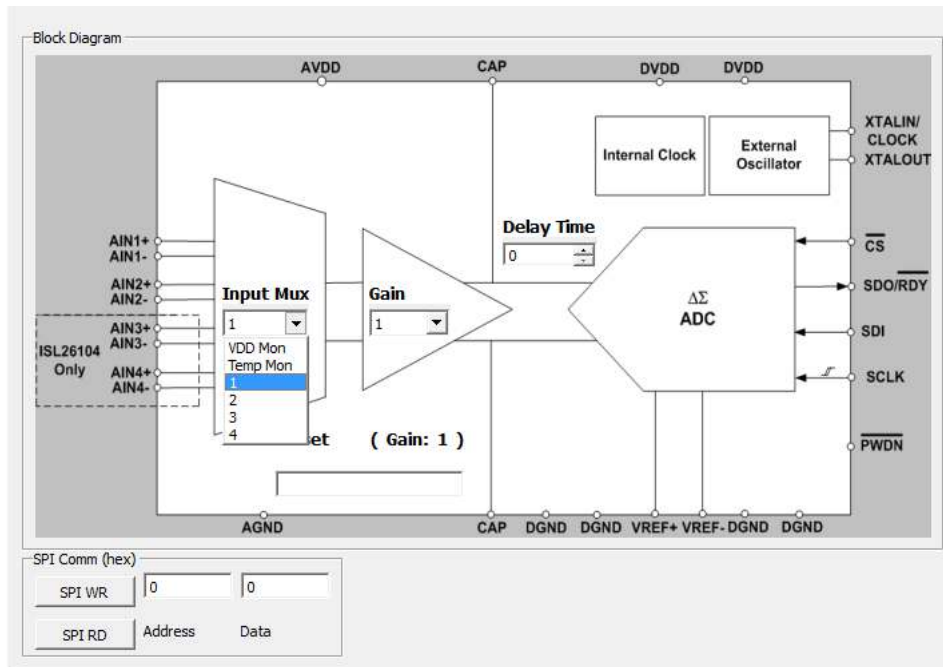 Block Diagram
AVDD
CAP
DVDD
DVDD
XTALIN/
CLOCK
XTALOUT
Internal Clock
External
Oscillator
Delay Time
0
AIN1+
AIN1-
AIN2+
AIN2-
AIN3+
AIN3-
AIN4+
AIN4-
ISL26104
Only
Input Mux
1
VDD Mon
Temp Mon
1
2
3
4
Gain
1
ΔΣ
ADC
CS
SDO/RDY
SDI
SCLK
PWDN
set ( Gain: 1 )
AGND
CAP
DGND
DGND
VREF+
VREF-
DGND
DGND
SPI Comm (hex)
SPI WR
0
0
SPI RD
Address
Data